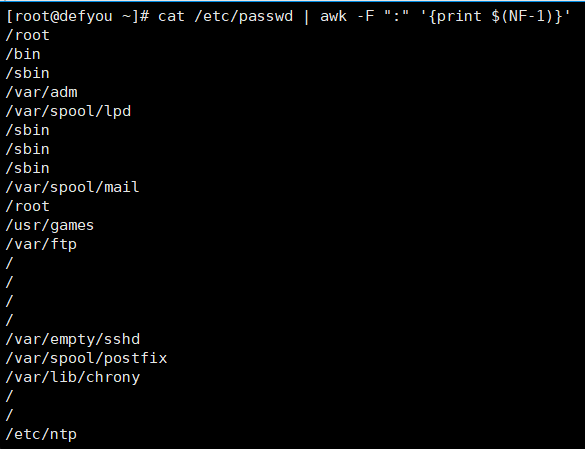 [root@defyou ~]# cat /etc/passwd | awk -F ":" '{print $(NF-1)}'
/root
/bin
/sbin
/var/adm
/var/spool/lpd
/sbin
/sbin
/sbin
/var/spool/mail
/root
/usr/games
/var/ftp
/
/
/
/
/var/empty/sshd
/var/spool/postfix
/var/lib/chrony
/
/
/etc/ntp